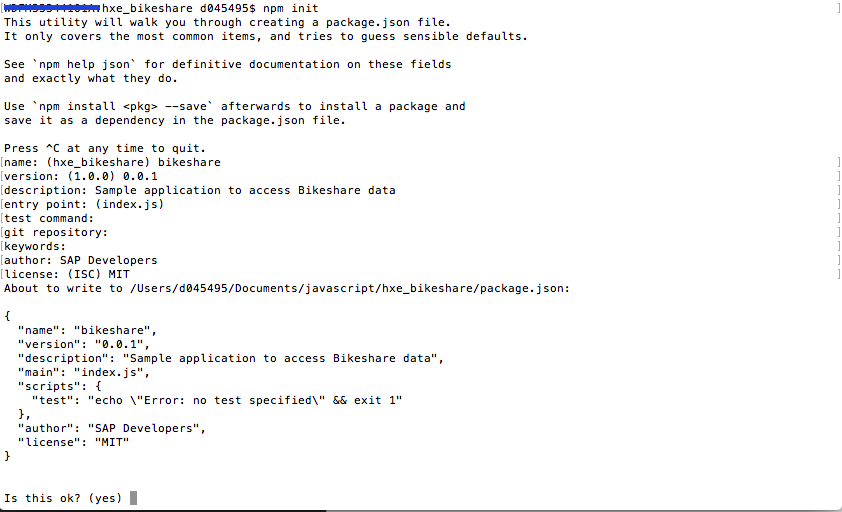 hxe_bikeshare d045495$ npm init
This utility will walk you through creating a package.json file.
It only covers the most common items, and tries to guess sensible defaults.
See `npm help json` for definitive documentation on these fields
and exactly what they do.
Use `npm install <pkg> --save` afterwards to install a package and
save it as a dependency in the package.json file.
Press ^C at any time to quit.
name: (hxe_bikeshare) bikeshare
version: (1.0.0) 0.0.1
description: Sample application to access Bikeshare data
entry point: (index.js)
test command:
git repository:
keywords:
author: SAP Developers
license: (ISC) MIT
About to write to /Users/d045495/Documents/javascript/hxe_bikeshare/package.json:
{
  "name": "bikeshare",
  "version": "0.0.1",
  "description": "Sample application to access Bikeshare data",
  "main": "index.js",
  "scripts": {
    "test": "echo \"Error: no test specified\" && exit 1"
  },
  "author": "SAP Developers",
  "license": "MIT"
}
Is this ok? (yes)